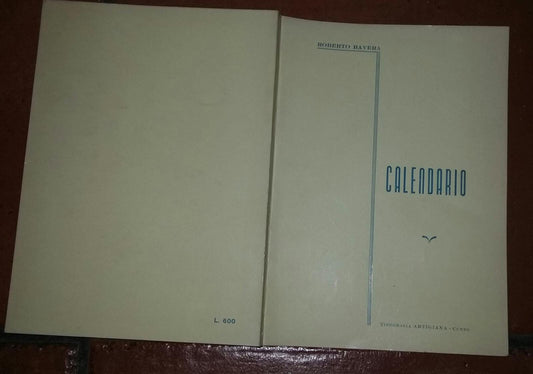 L. 600
ROBERTO BAVERA
CALENDARIO
TIPOGRAFIA ARTIGIANA - CUNEO